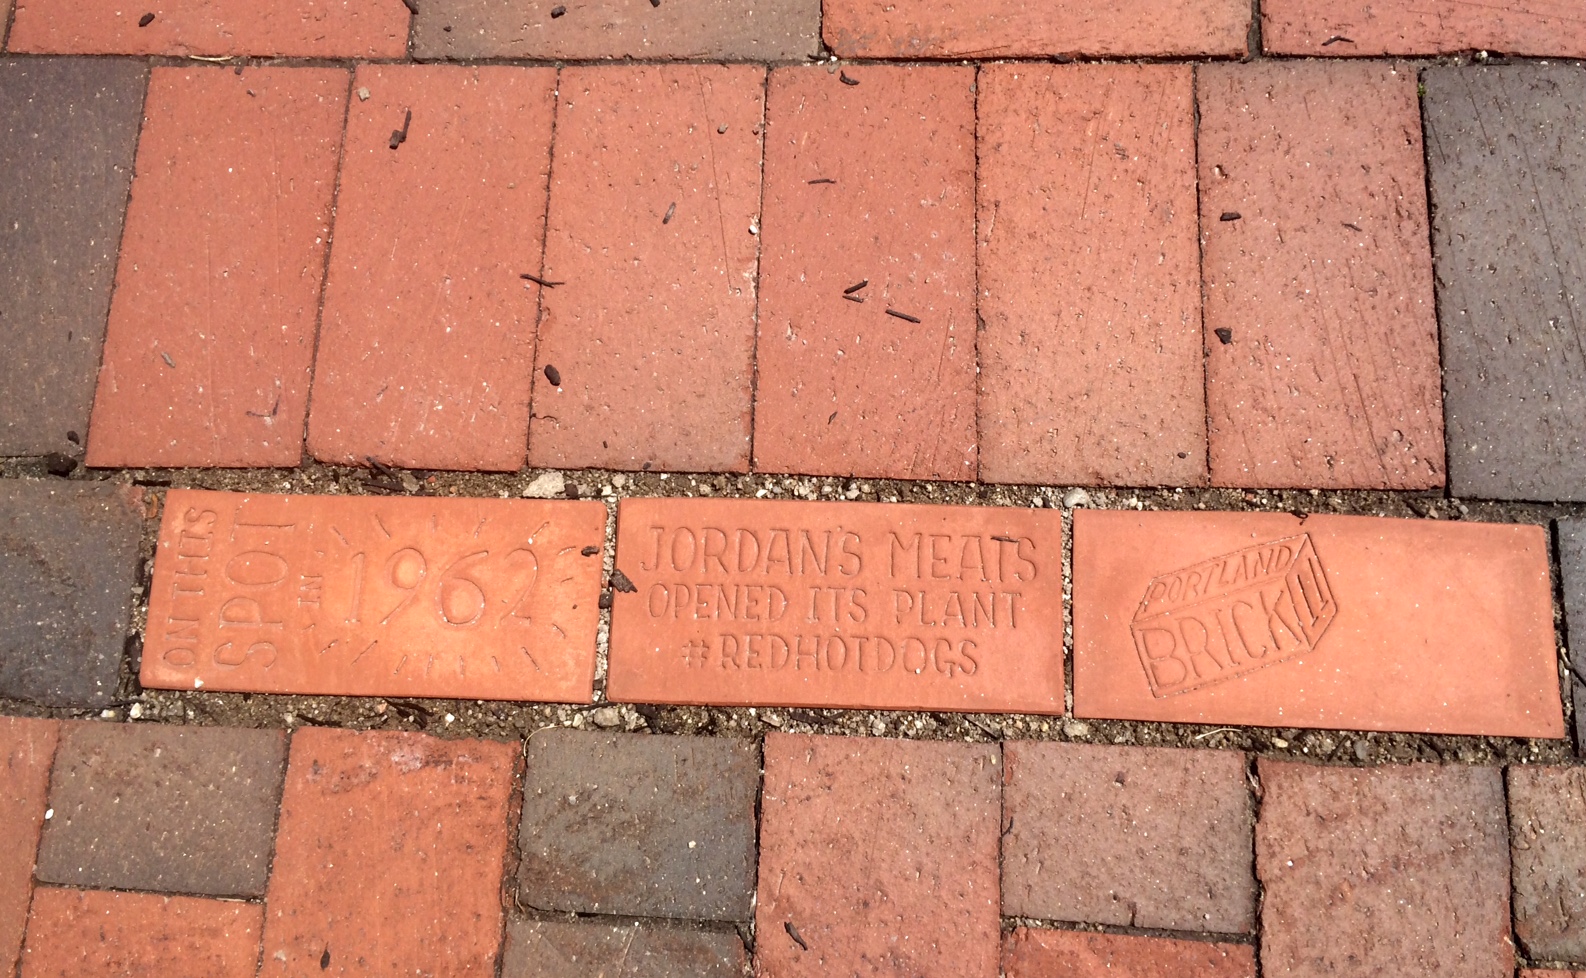 ON THIS
SPOT
IN
1962
JORDAN'S MEATS
OPENED ITS PLANT
#REDHOTDOGS
PORTLAND
BRICK!!